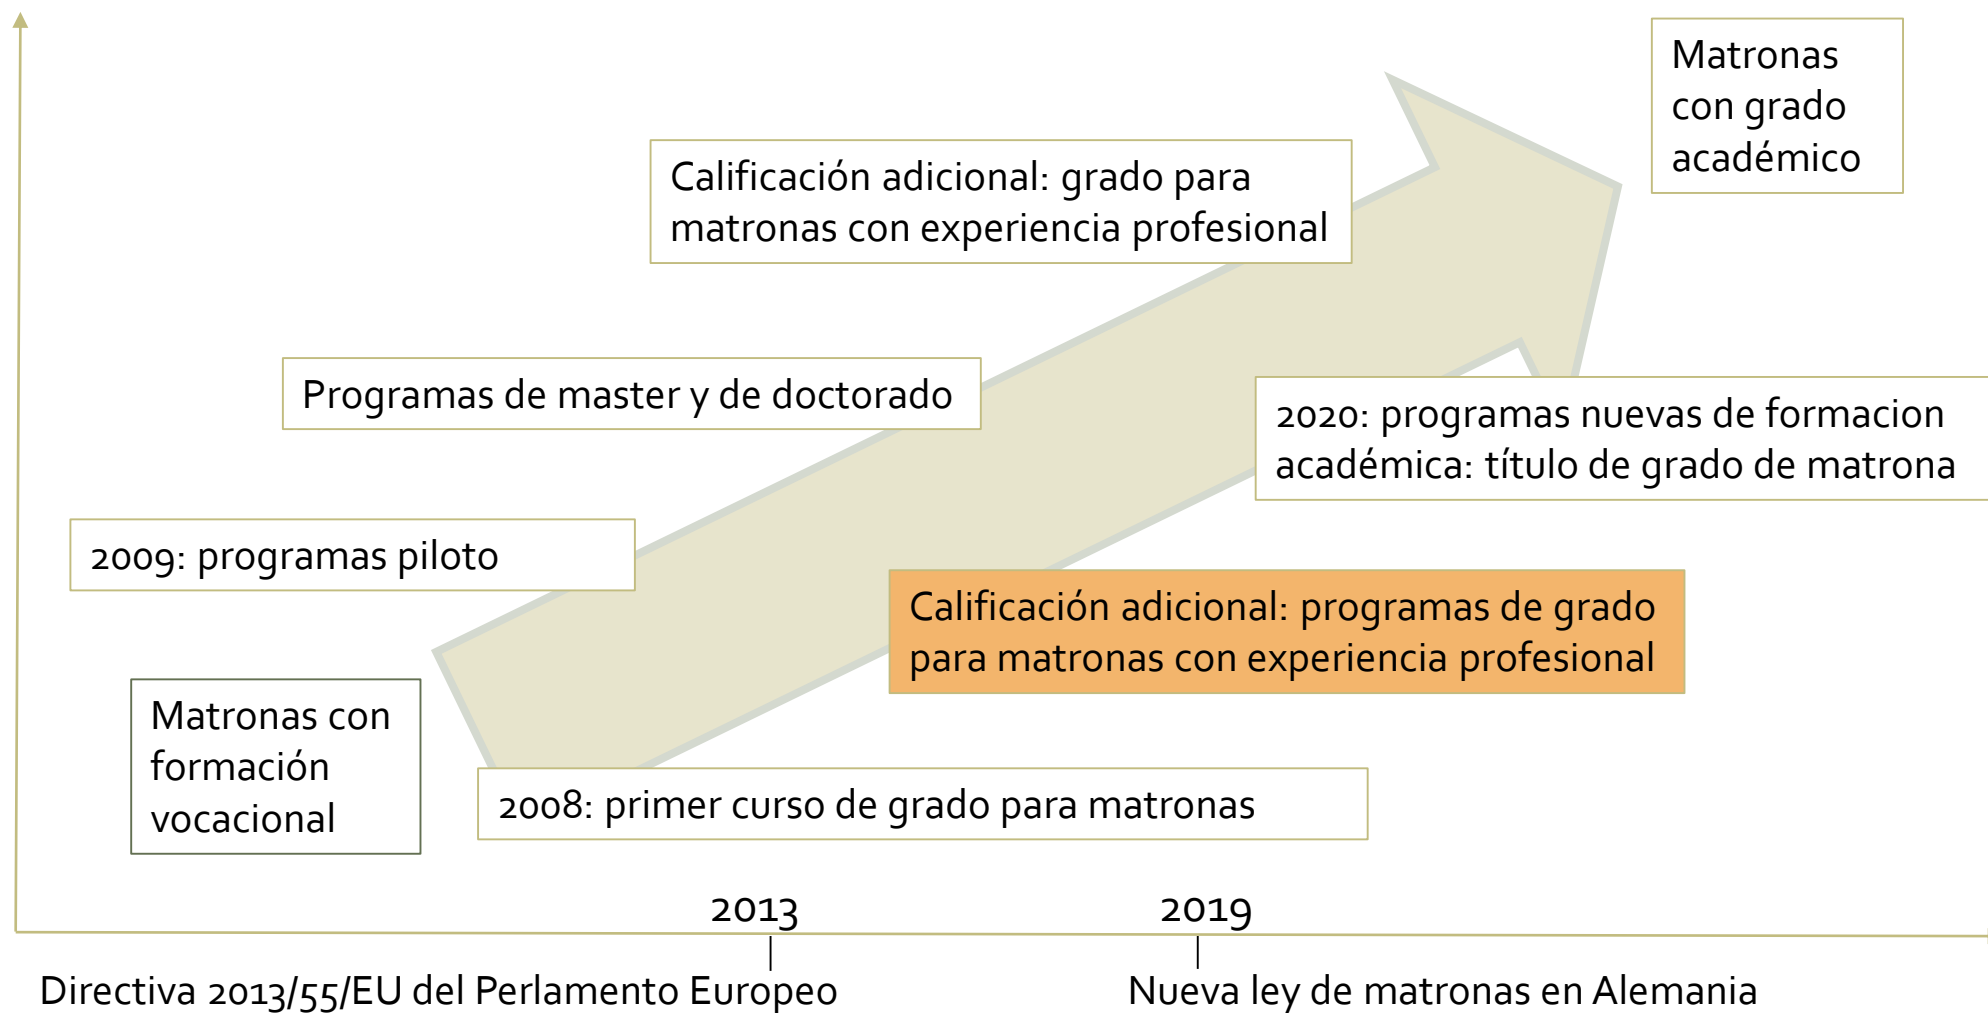 Matronas
con grado
académico
Calificación adicional: grado para
matronas con experiencia profesional
Programas de master y de doctorado
2020: programas nuevas de formacion
académica: título de grado de matrona
2009: programas piloto
Calificación adicional: programas de grado
para matronas con experiencia profesional
Matronas con
formación
vocacional
2008: primer curso de grado para matronas
2013
2019
Directiva 2013/55/EU del Perlamento Europeo
Nueva ley de matronas en Alemania